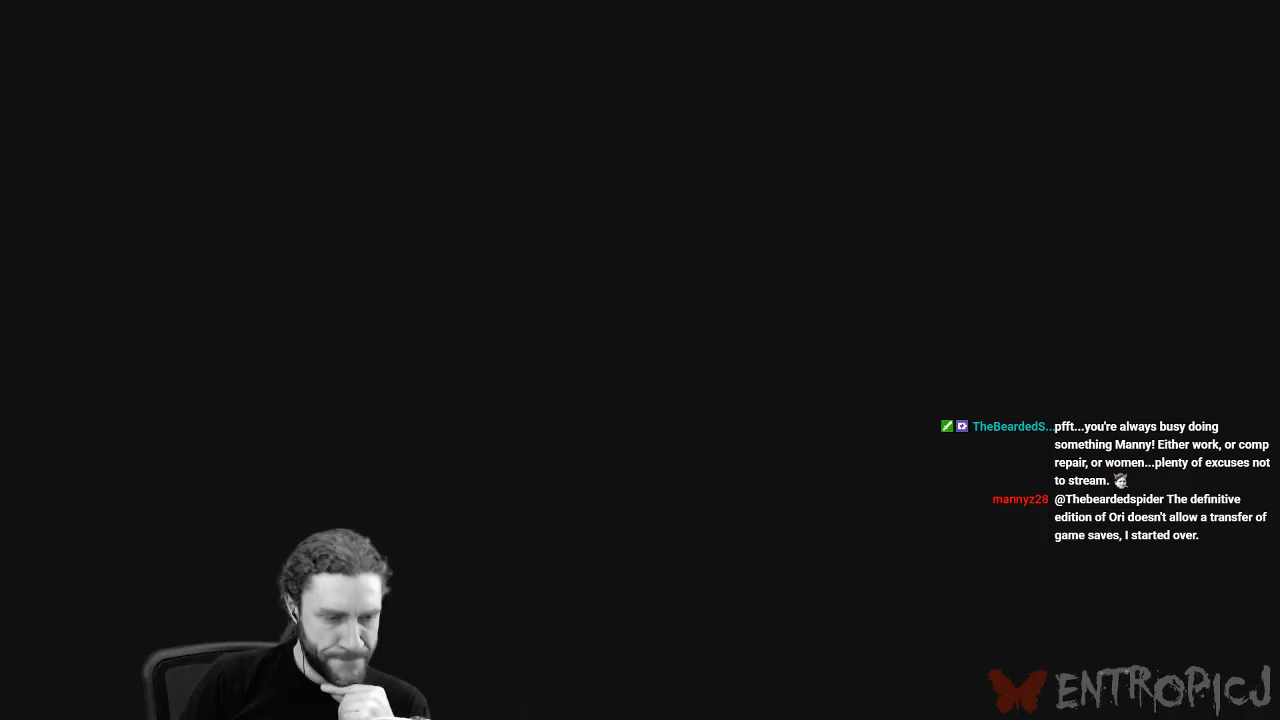 TheBeardedS... pfft...you're always busy doing
something Manny! Either work, or comp
repair, or women...plenty of excuses not
to stream.
mannyz28 @Thebeardedspider The definitive
edition of Ori doesn't allow a transfer of
game saves, I started over.
ENTROPICJ